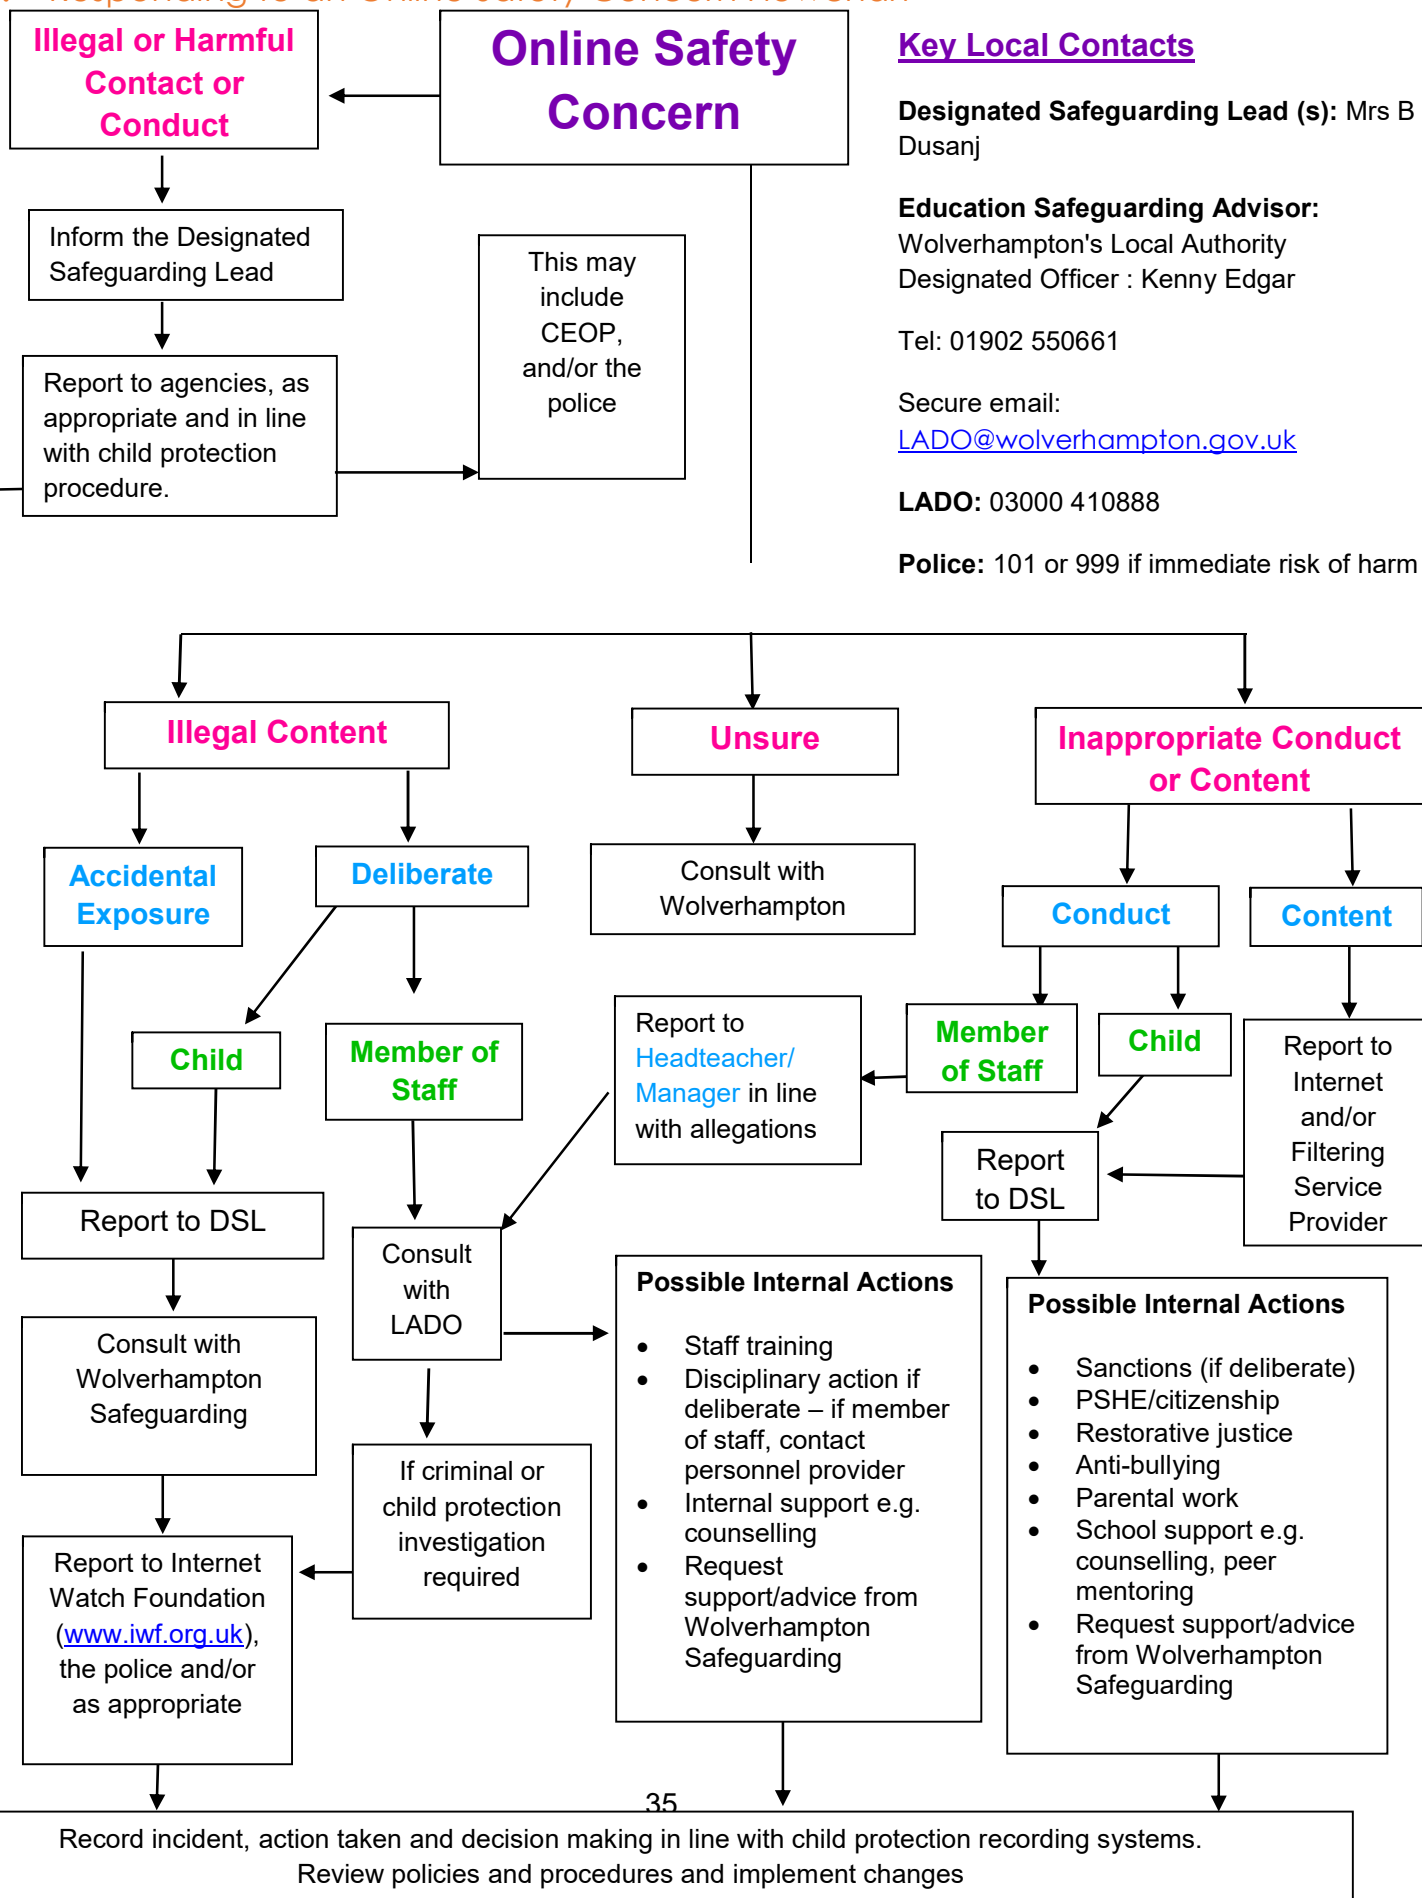 Responding to an Online Safety Concern Flowchart
Illegal or Harmful
Contact or
Conduct
Online Safety
Concern
Key Local Contacts
Designated Safeguarding Lead (s): Mrs B
Dusanj
Education Safeguarding Advisor:
Wolverhampton's Local Authority
Designated Officer : Kenny Edgar
Tel: 01902 550661
Secure email:
LADO@wolverhampton.gov.uk
LADO: 03000 410888
Police: 101 or 999 if immediate risk of harm
Inform the Designated
Safeguarding Lead
This may
include
CEOP,
and/or the
police
Report to agencies, as
appropriate and in line
with child protection
procedure.
Illegal Content
Unsure
Inappropriate Conduct
or Content
Accidental
Exposure
Deliberate
Consult with
Wolverhampton
Conduct
Content
Child
Member of
Staff
Report to
Headteacher/
Manager in line
with allegations
Member
of Staff
Child
Report to
Internet
and/or
Filtering
Service
Provider
Report to DSL
Consult
with
LADO
Report
to DSL
Consult with
Wolverhampton
Safeguarding
If criminal or
child protection
investigation
required
Report to Internet
Watch Foundation
(www.iwf.org.uk),
the police and/or
as appropriate
Possible Internal Actions
• Staff training
• Disciplinary action if
deliberate – if member
of staff, contact
personnel provider
• Internal support e.g.
counselling
• Request
support/advice from
Wolverhampton
Safeguarding
Possible Internal Actions
• Sanctions (if deliberate)
• PSHE/citizenship
• Restorative justice
• Anti-bullying
• Parental work
• School support e.g.
counselling, peer
mentoring
• Request support/advice
from Wolverhampton
Safeguarding
35
Record incident, action taken and decision making in line with child protection recording systems.
Review policies and procedures and implement changes